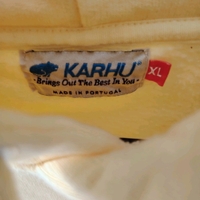 KARHU
XL
Brings Out The Best In You
MADE IN PORTUGAL